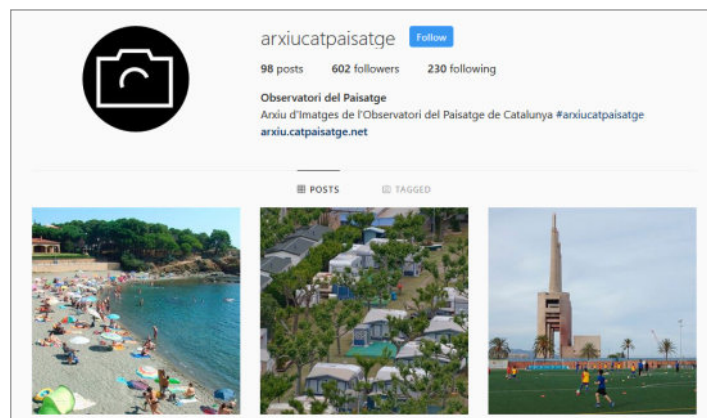 arxiucatpaisatge Follow
98 posts 602 followers 230 following
Observatori del Paisatge
Arxiu d'Imatges de l'Observatori del Paisatge de Catalunya #arxiucatpaisatge
arxiu.catpaisatge.net
POSTS TAGGED